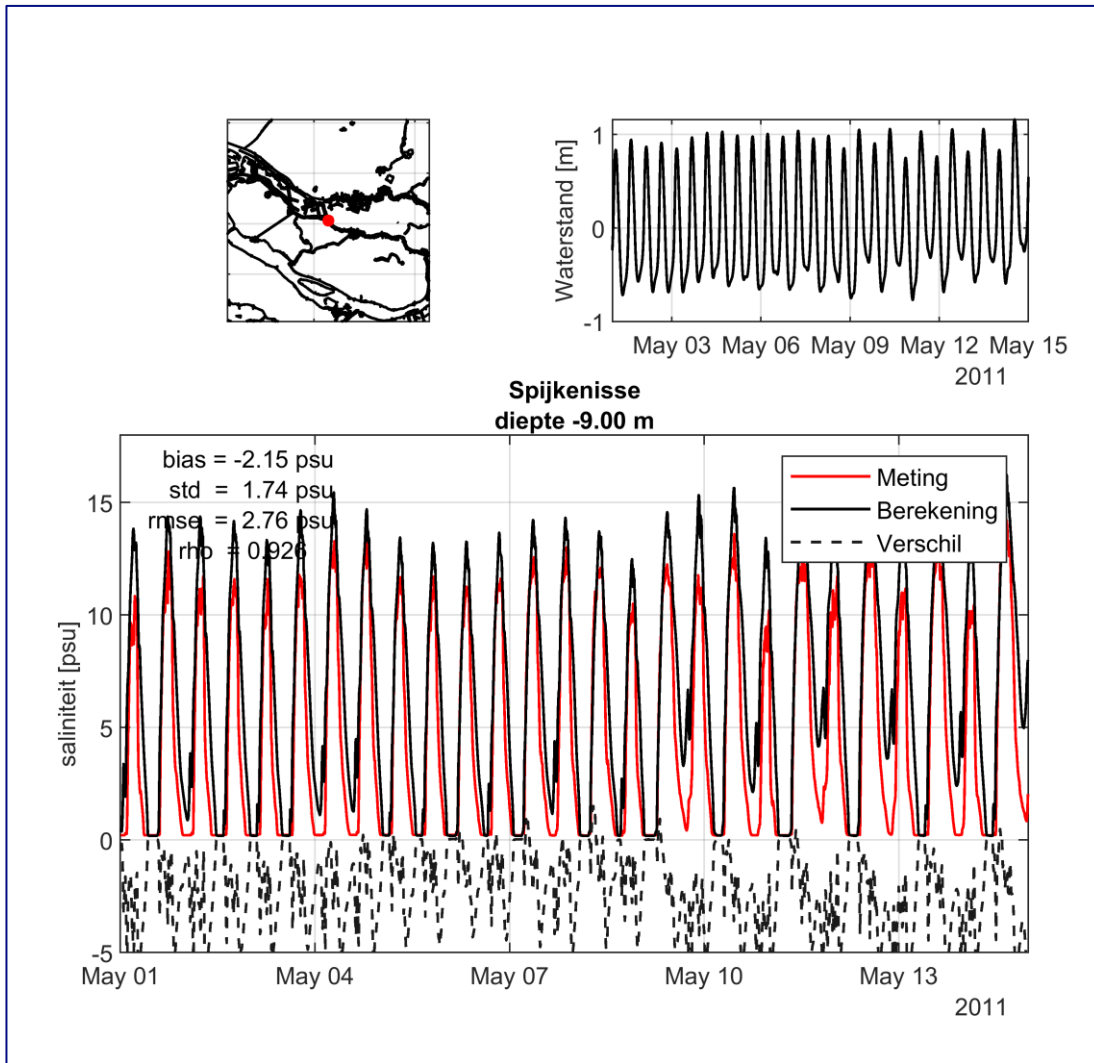 1
0
-1
Waterstand [m]
May 03
May 06
May 09
May 12
May 15
2011
Spijkenisse
diepte -9.00 m
bias = -2.15 psu
std = 1.74 psu
rmse = 2.76 psu
rho = 0.926
Meting
Berekening
Verschil
15
10
5
0
-5
saliniteit [psu]
May 01
May 04
May 07
May 10
May 13
2011